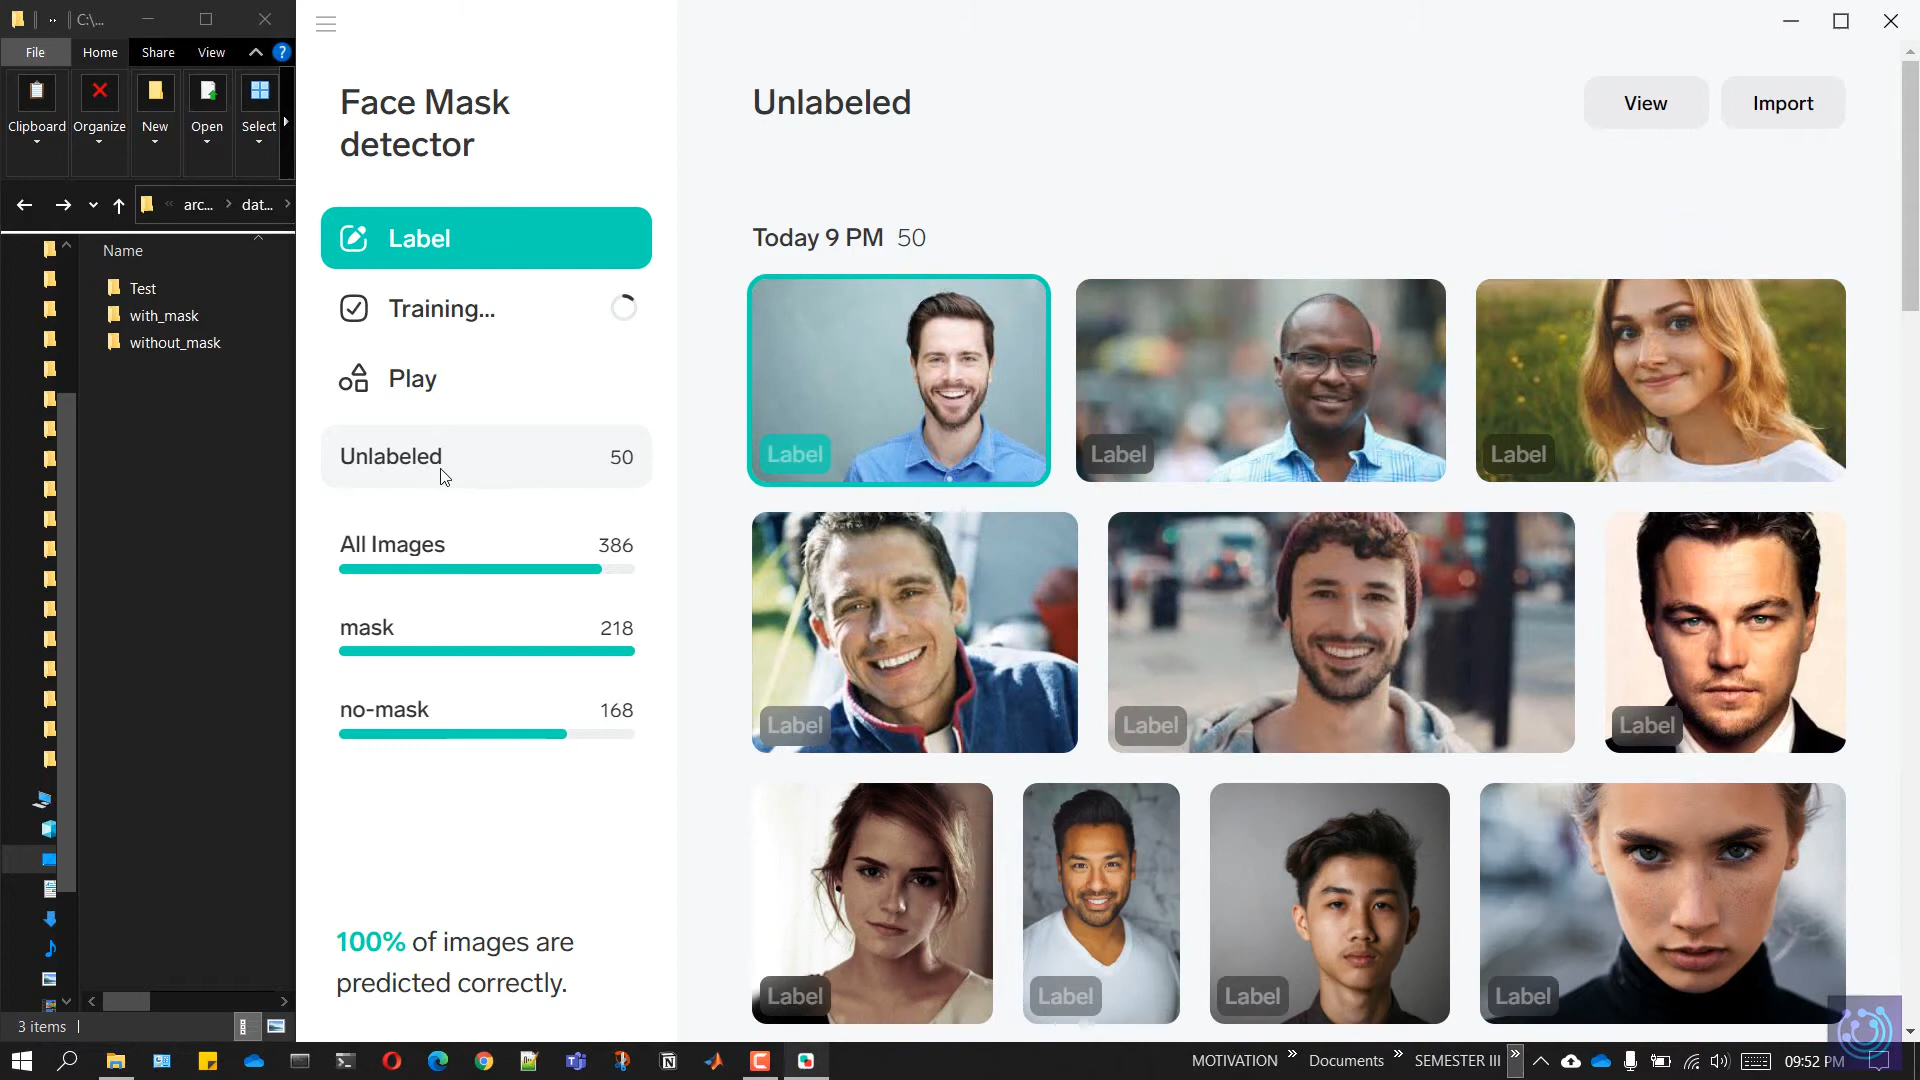 C:\...
File
Home
Share
View
Clipboard
Organize
New
Open
Select
arc...
dat...
Name
Test
with_mask
without_mask
3 items
Face Mask
detector
Label
Training...
Play
Unlabeled
50
All Images
386
mask
218
no-mask
168
100% of images are
predicted correctly.
Unlabeled
View
Import
Today 9 PM 50
Label
Label
Label
Label
Label
Label
Label
Label
Label
Label
MOTIVATION
Documents
SEMESTER III
09:52 PM